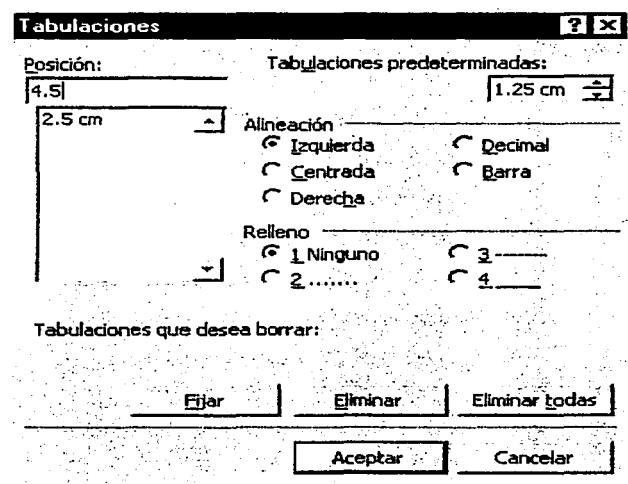 Tabulaciones ? ×
Posición: Tabulaciones predeterminadas:
4.5 1.25 cm
2.5 cm
Alineación
Izquierda Decimal
Centrada Barra
Derecha
Relleno
1 Ninguno 3 -------
2 ....... 4 ____
Tabulaciones que desea borrar:
Fijar Eliminar Eliminar todas
Aceptar Cancelar